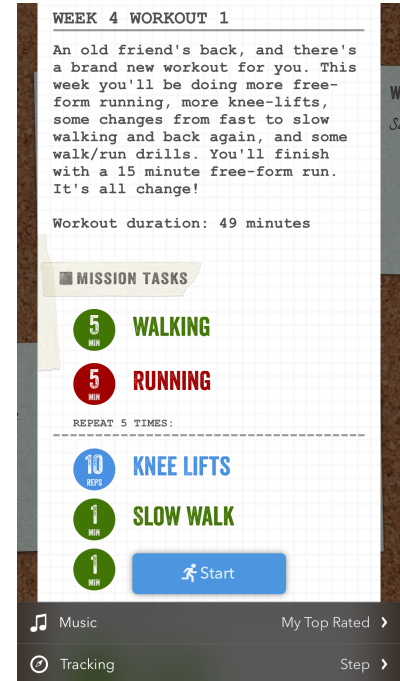 WEEK 4 WORKOUT 1
An old friend's back, and there's
a brand new workout for you. This
week you'll be doing more free-
form running, more knee-lifts,
some changes from fast to slow
walking and back again, and some
walk/run drills. You'll finish
with a 15 minute free-form run.
It's all change!
Workout duration: 49 minutes
MISSION TASKS
5 MIN WALKING
5 MIN RUNNING
REPEAT 5 TIMES:
10 REPS KNEE LIFTS
1 MIN SLOW WALK
1 MIN
Start
Music My Top Rated
Tracking Step